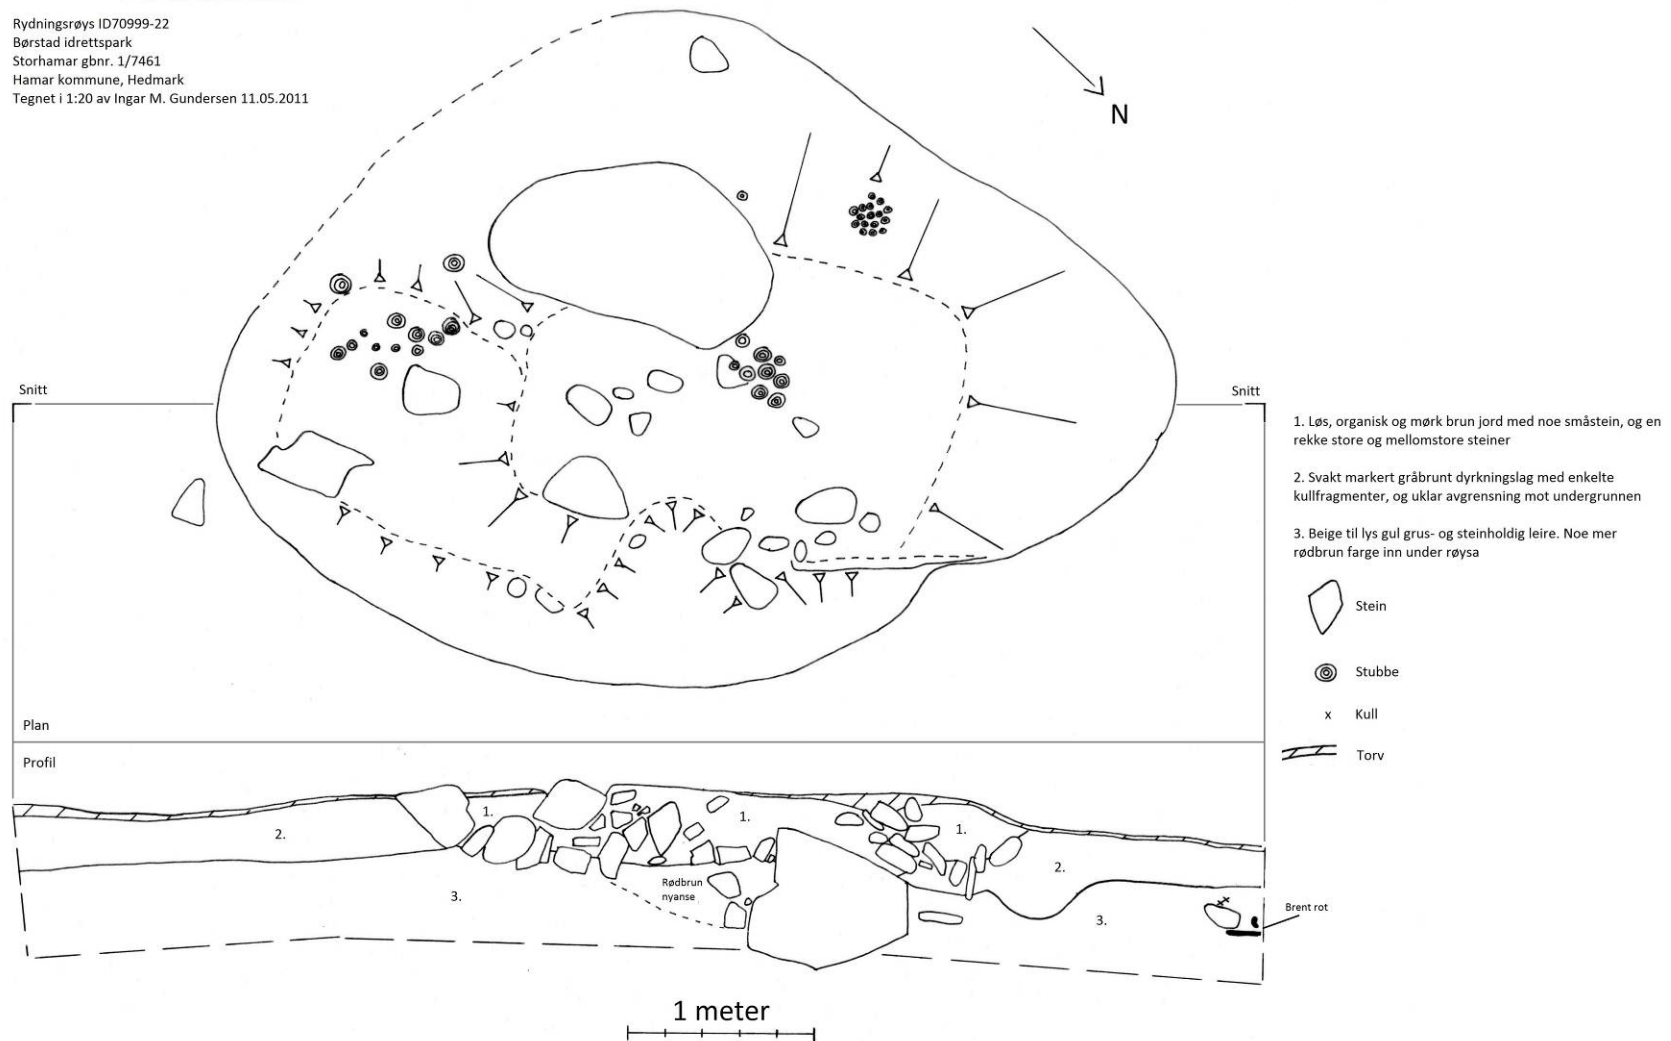 Rydningsrøys ID70999-22
Børstad idrettspark
Storhamar gbnr. 1/7461
Hamar kommune, Hedmark
Tegnet i 1:20 av Ingar M. Gundersen 11.05.2011
N
Snitt
Snitt
1. Løs, organisk og mørk brun jord med noe småstein, og en
rekke store og mellomstore steiner
2. Svakt markert gråbrunt dyrkningslag med enkelte
kullfragmenter, og uklar avgrensning mot undergrunnen
3. Beige til lys gul grus- og steinholdig leire. Noe mer
rødbrun farge inn under røysa
Stein
Stubbe
x Kull
Torv
Plan
Profil
1.
1.
1.
2.
2.
3.
Rødbrun
nyanse
3.
Brent rot
1 meter